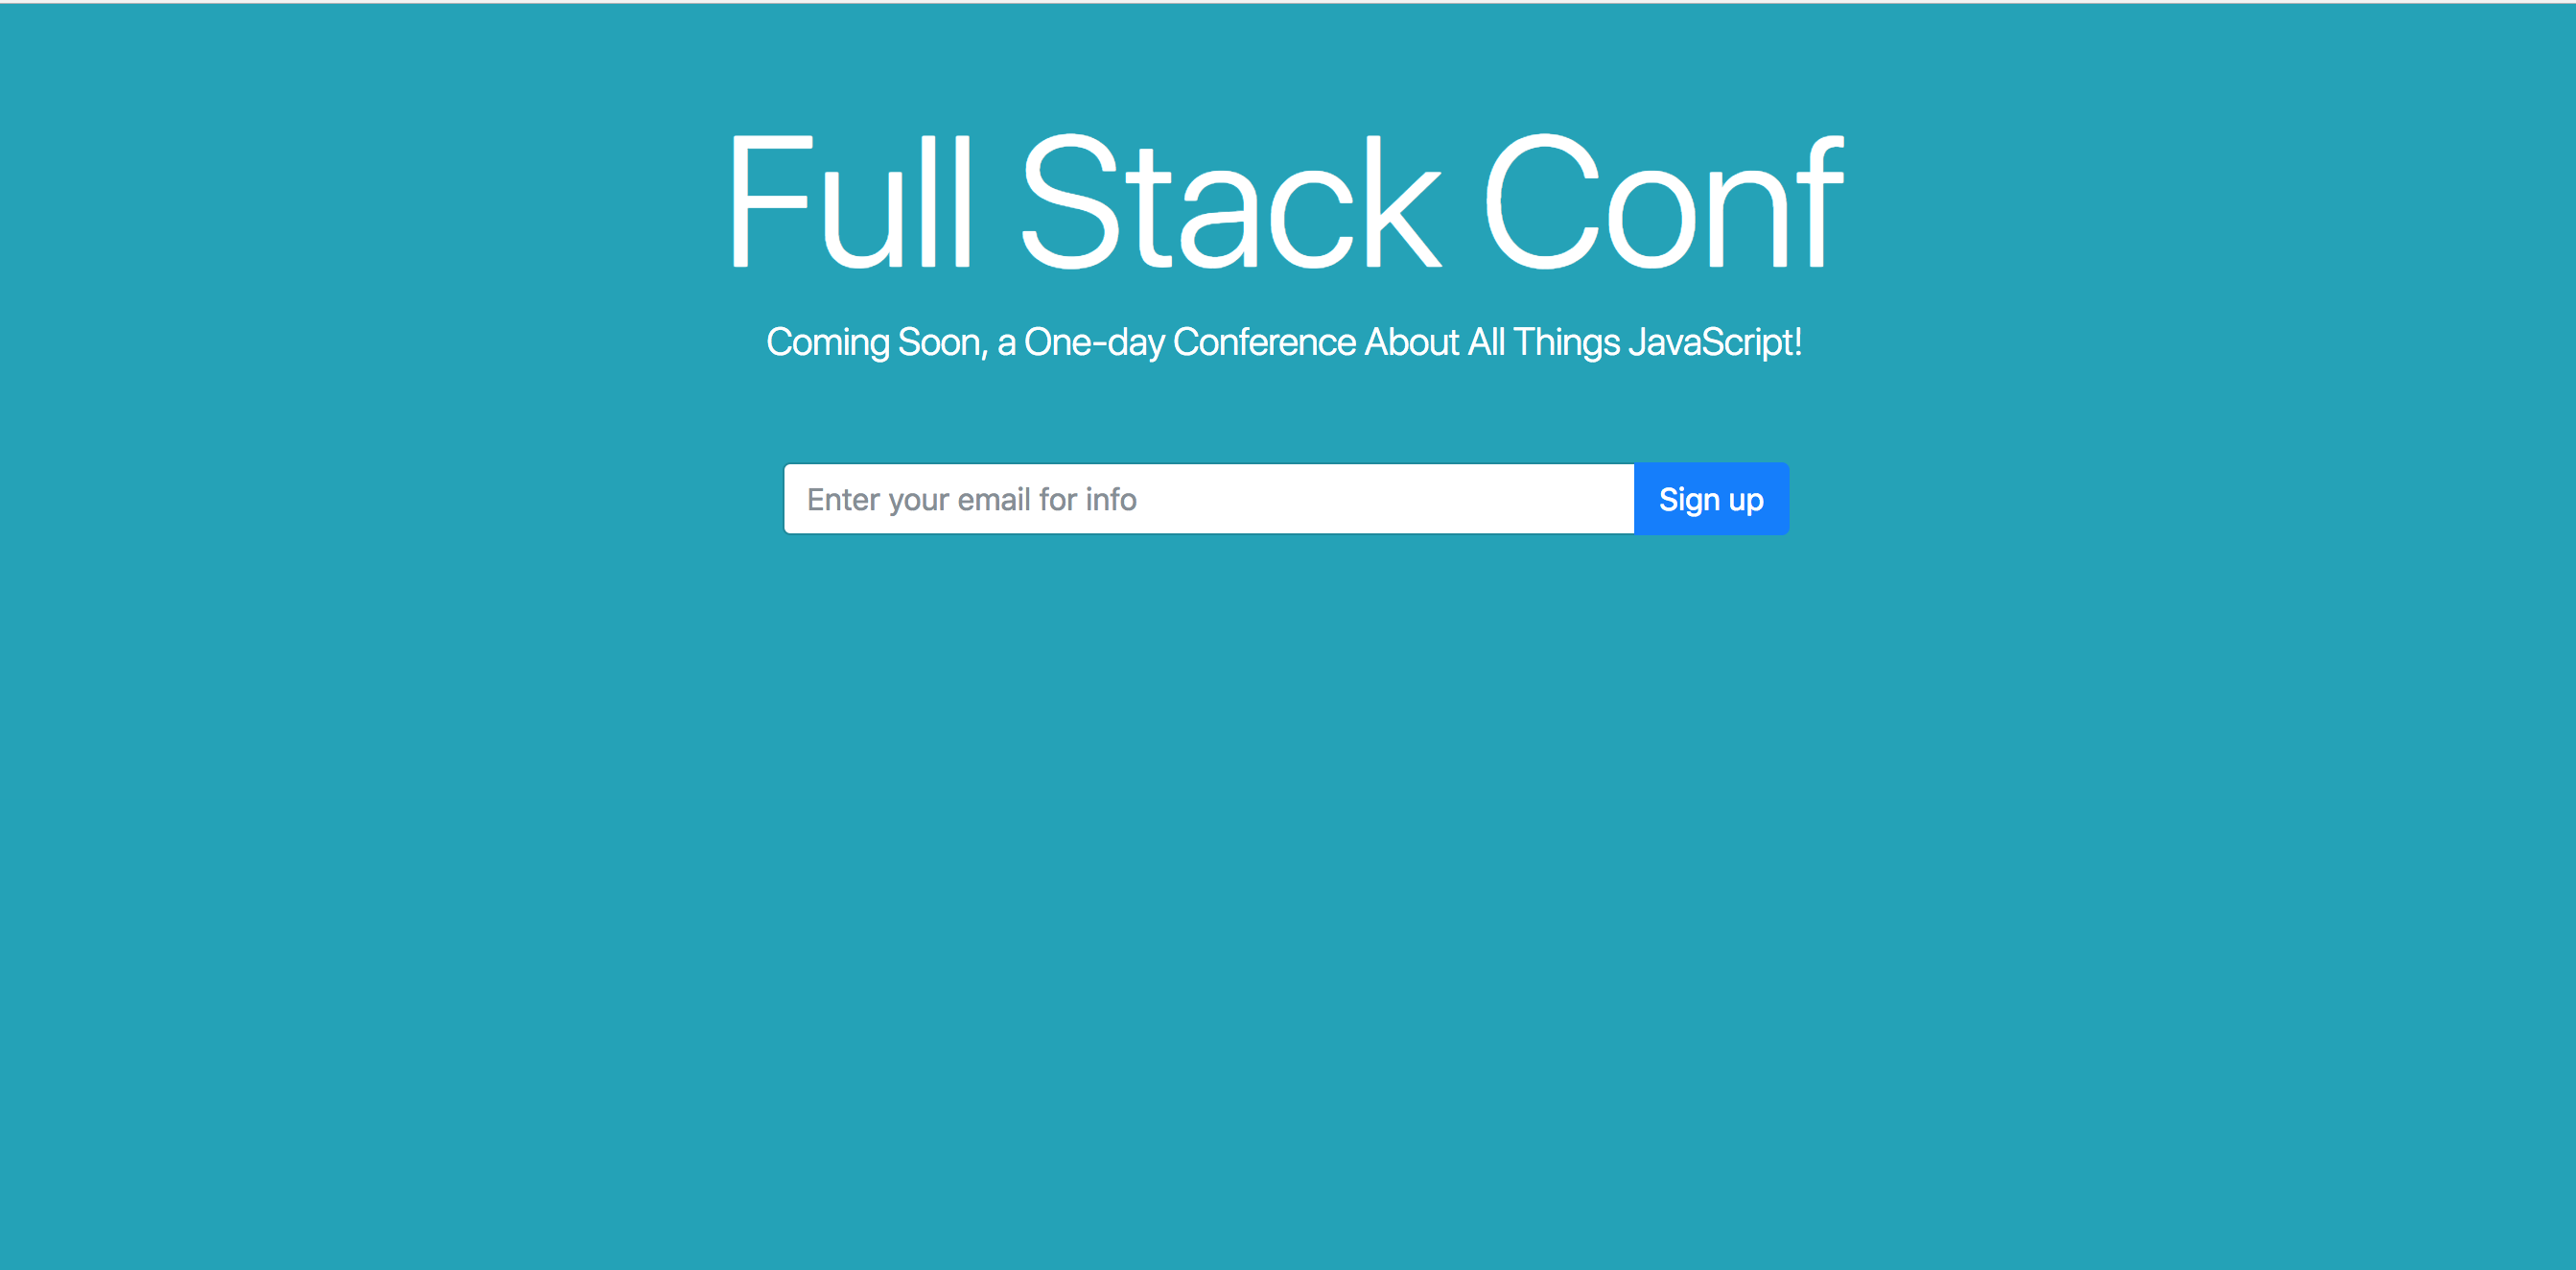 Full Stack Conf
Coming Soon, a One-day Conference About All Things JavaScript!
Enter your email for info
Sign up